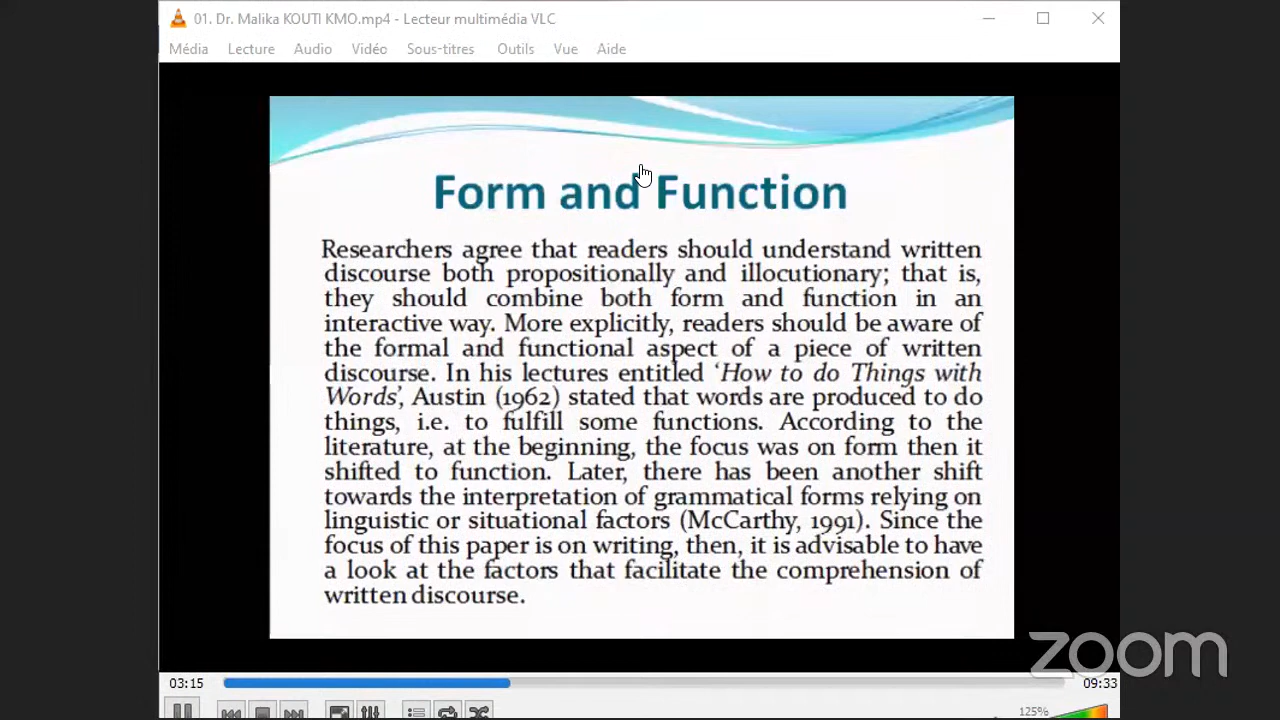 01. Dr. Malika KOUTI KMO.mp4 - Lecteur multimédia VLC
Média Lecture Audio Vidéo Sous-titres Outils Vue Aide
Form and Function
Researchers agree that readers should understand written
discourse both propositionally and illocutionary; that is,
they should combine both form and function in an
interactive way. More explicitly, readers should be aware of
the formal and functional aspect of a piece of written
discourse. In his lectures entitled ‘How to do Things with
Words’, Austin (1962) stated that words are produced to do
things, i.e. to fulfill some functions. According to the
literature, at the beginning, the focus was on form then it
shifted to function. Later, there has been another shift
towards the interpretation of grammatical forms relying on
linguistic or situational factors (McCarthy, 1991). Since the
focus of this paper is on writing, then, it is advisable to have
a look at the factors that facilitate the comprehension of
written discourse.
zoom
03:15 09:33
125%